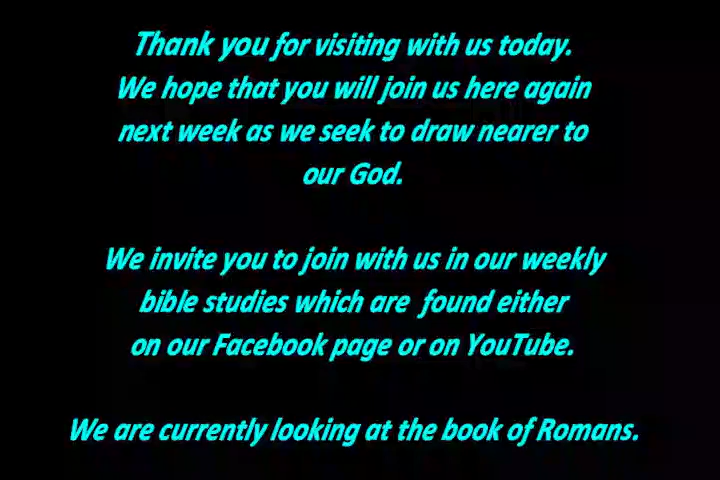 Thank you for visiting with us today.
We hope that you will join us here again
next week as we seek to draw nearer to
our God.
We invite you to join with us in our weekly
bible studies which are found either
on our Facebook page or on YouTube.
We are currently looking at the book of Romans.